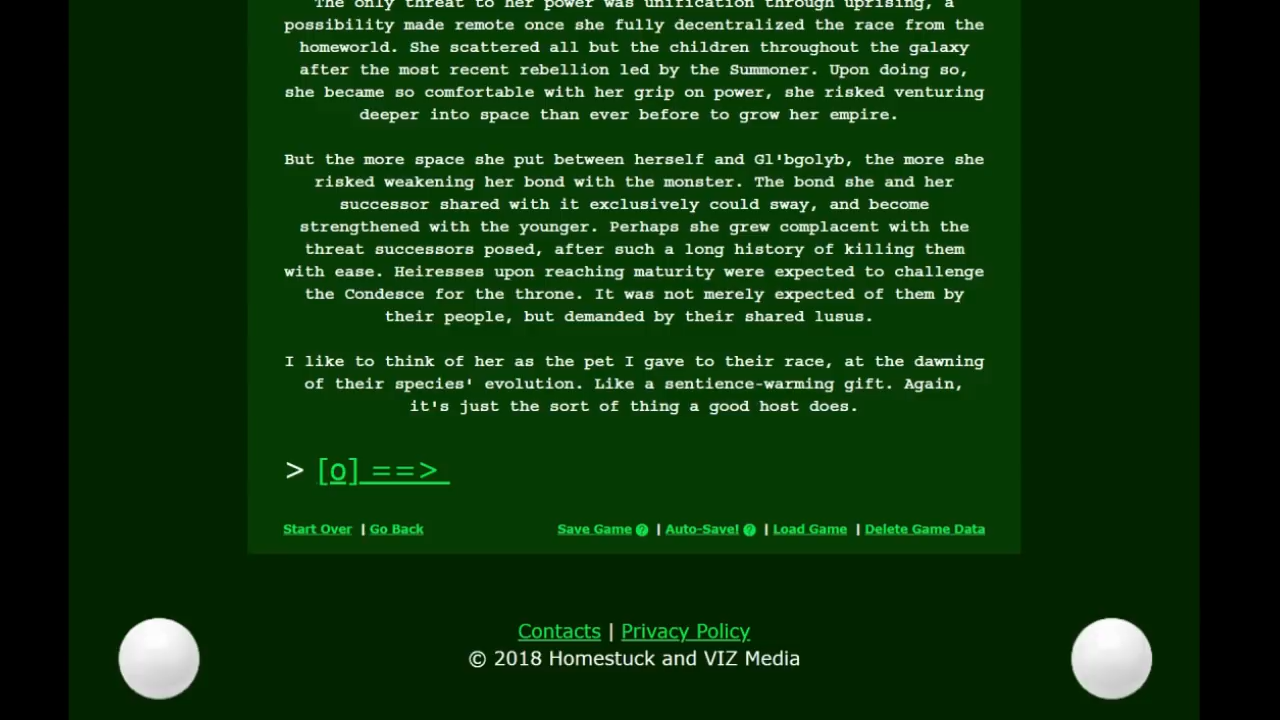 The only threat to her power was unification through uprising, a
possibility made remote once she fully decentralized the race from the
homeworld. She scattered all but the children throughout the galaxy
after the most recent rebellion led by the Summoner. Upon doing so,
she became so comfortable with her grip on power, she risked venturing
deeper into space than ever before to grow her empire.
But the more space she put between herself and Gl'bgolyb, the more she
risked weakening her bond with the monster. The bond she and her
successor shared with it exclusively could sway, and become
strengthened with the younger. Perhaps she grew complacent with the
threat successors posed, after such a long history of killing them
with ease. Heiresses upon reaching maturity were expected to challenge
the Condesce for the throne. It was not merely expected of them by
their people, but demanded by their shared lusus.
I like to think of her as the pet I gave to their race, at the dawning
of their species' evolution. Like a sentience-warming gift. Again,
it's just the sort of thing a good host does.
> [o] ==>
Start Over | Go Back Save Game ? | Auto-Save! ? | Load Game | Delete Game Data
Contacts | Privacy Policy
© 2018 Homestuck and VIZ Media